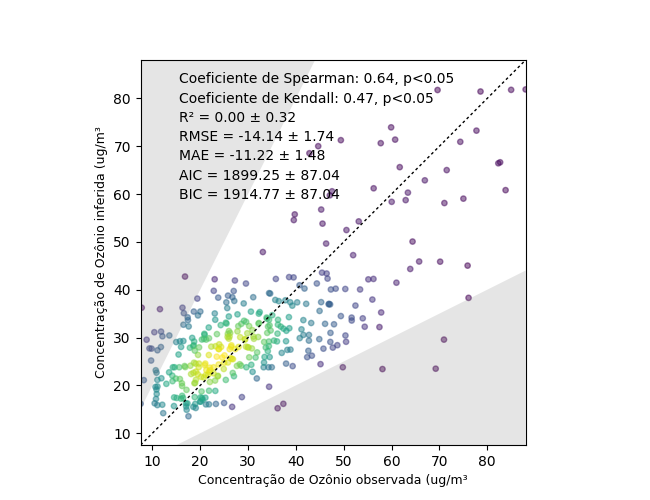 Coeficiente de Spearman: 0.64, p<0.05
Coeficiente de Kendall: 0.47, p<0.05
R² = 0.00 ± 0.32
RMSE = -14.14 ± 1.74
MAE = -11.22 ± 1.48
AIC = 1899.25 ± 87.04
BIC = 1914.77 ± 87.04
Concentração de Ozônio inferida (ug/m³
80
70
60
50
40
30
20
10
10 20 30 40 50 60 70 80
Concentração de Ozônio observada (ug/m³